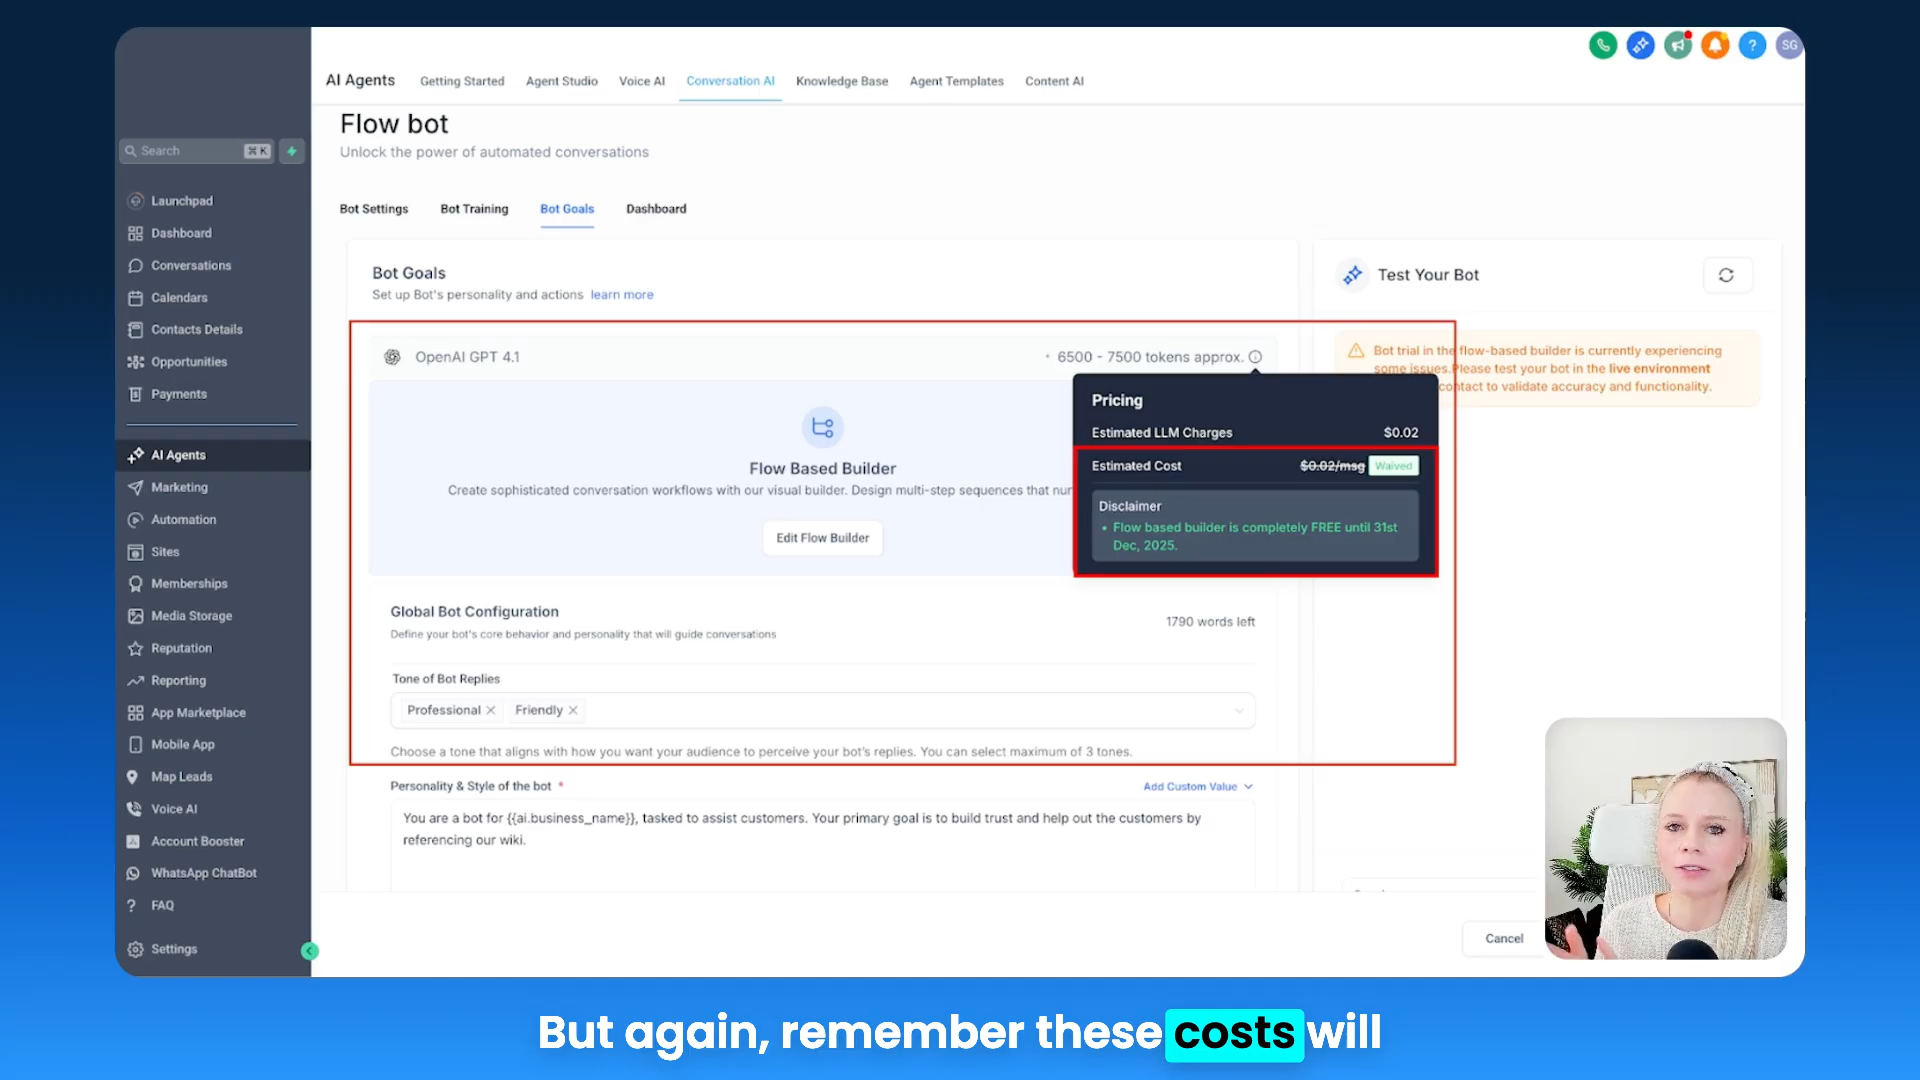 SG
AI Agents
Getting Started
Agent Studio
Voice AI
Conversation AI
Knowledge Base
Agent Templates
Content AI
Search
⌘ K
Launchpad
Dashboard
Conversations
Calendars
Contacts Details
Opportunities
Payments
AI Agents
Marketing
Automation
Sites
Memberships
Media Storage
Reputation
Reporting
App Marketplace
Mobile App
Map Leads
Voice AI
Account Booster
WhatsApp ChatBot
FAQ
Settings
Flow bot
Unlock the power of automated conversations
Bot Settings
Bot Training
Bot Goals
Dashboard
Bot Goals
Set up Bot's personality and actions learn more
OpenAI GPT 4.1
• 6500 - 7500 tokens approx.
Flow Based Builder
Create sophisticated conversation workflows with our visual builder. Design multi-step sequences that
Edit Flow Builder
Pricing
Estimated LLM Charges $0.02
Estimated Cost $0.02/msg Waived
Disclaimer
• Flow based builder is completely FREE until 31st
Dec, 2025.
Global Bot Configuration
Define your bot's core behavior and personality that will guide conversations
1790 words left
Tone of Bot Replies
Professional
Friendly
Choose a tone that aligns with how you want your audience to perceive your bot's replies. You can select maximum of 3 tones.
Personality & Style of the bot *
Add Custom Value
You are a bot for {{ai.business_name}}, tasked to assist customers. Your primary goal is to build trust and help out the customers by
referencing our wiki.
Test Your Bot
Bot trial in the flow-based builder is currently experiencing
some issues.Please test your bot in the live environment
contact to validate accuracy and functionality.
Cancel
But again, remember these costs will